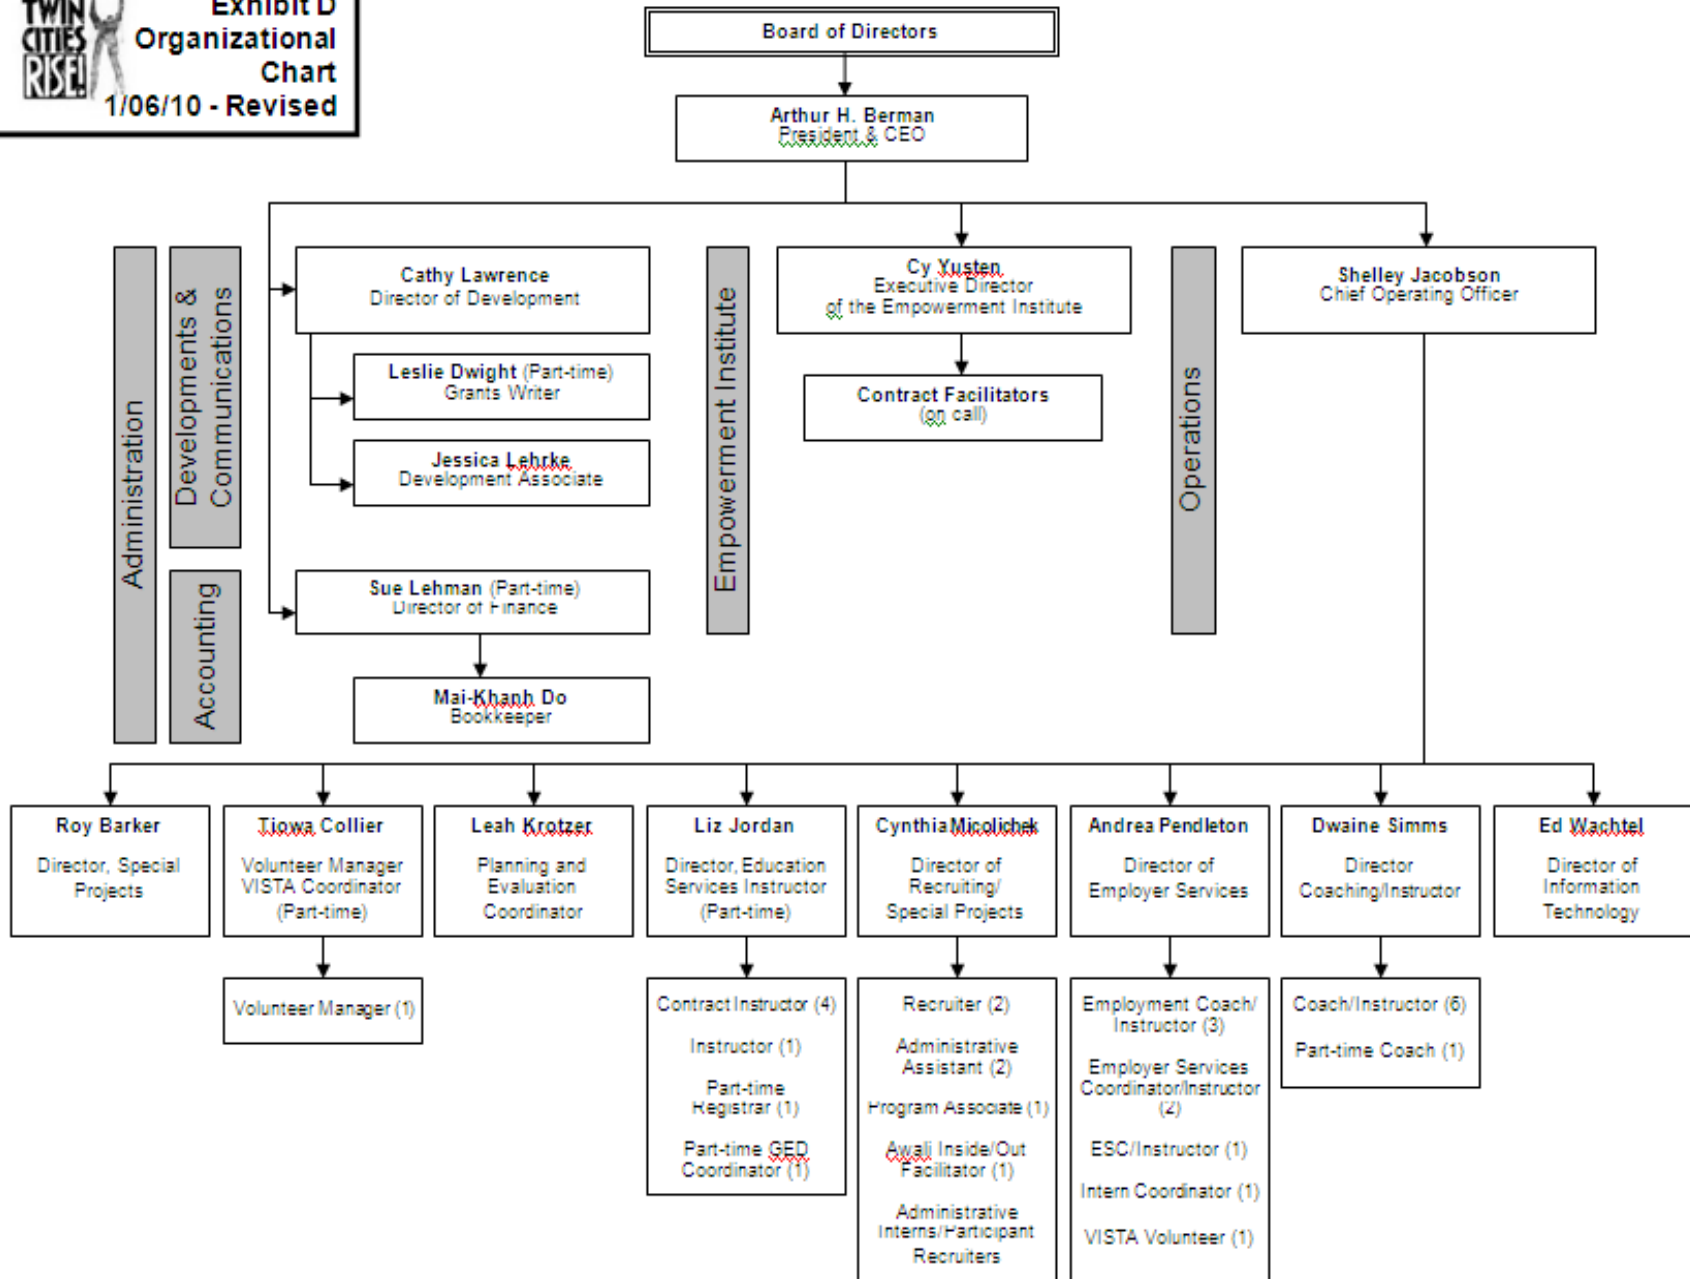 TWIN
CITIES
RISE!
Exhibit D
Organizational
Chart
1/06/10 - Revised
Board of Directors
Arthur H. Berman
President & CEO
Administration
Developments &
Communications
Accounting
Cathy Lawrence
Director of Development
Leslie Dwight (Part-time)
Grants Writer
Jessica Lehrke
Development Associate
Sue Lehman (Part-time)
Director of Finance
Mai-Khanh Do
Bookkeeper
Empowerment Institute
Cy Yusten
Executive Director
of the Empowerment Institute
Contract Facilitators
(on call)
Operations
Shelley Jacobson
Chief Operating Officer
Roy Barker
Director, Special
Projects
Tiowa Collier
Volunteer Manager
VISTA Coordinator
(Part-time)
Volunteer Manager (1)
Leah Krotzer
Planning and
Evaluation
Coordinator
Liz Jordan
Director, Education
Services Instructor
(Part-time)
Contract Instructor (4)
Instructor (1)
Part-time
Registrar (1)
Part-time GED
Coordinator (1)
Cynthia Micolichek
Director of
Recruiting/
Special Projects
Recruiter (2)
Administrative
Assistant (2)
Program Associate (1)
Awali Inside/Out
Facilitator (1)
Administrative
Interns/Participant
Recruiters
Andrea Pendleton
Director of
Employer Services
Employment Coach/
Instructor (3)
Employer Services
Coordinator/Instructor
(2)
ESC/Instructor (1)
Intern Coordinator (1)
VISTA Volunteer (1)
Dwaine Simms
Director
Coaching/Instructor
Coach/Instructor (6)
Part-time Coach (1)
Ed Wachtel
Director of
Information
Technology